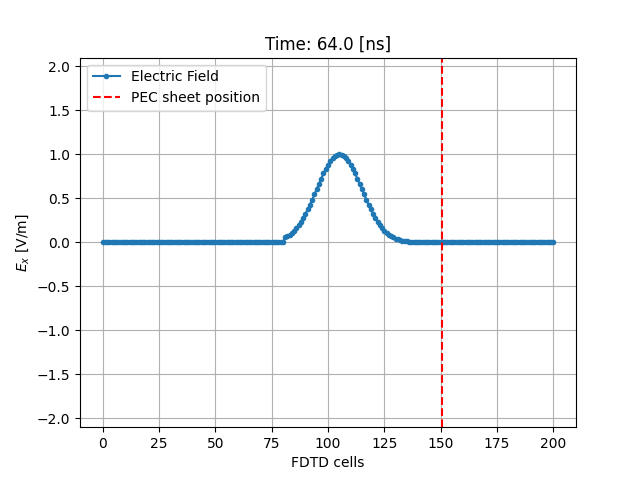 Time: 64.0 [ns]
Electric Field
PEC sheet position
2.0
1.5
1.0
0.5
0.0
−0.5
−1.0
−1.5
−2.0
Ex [V/m]
0 25 50 75 100 125 150 175 200
FDTD cells